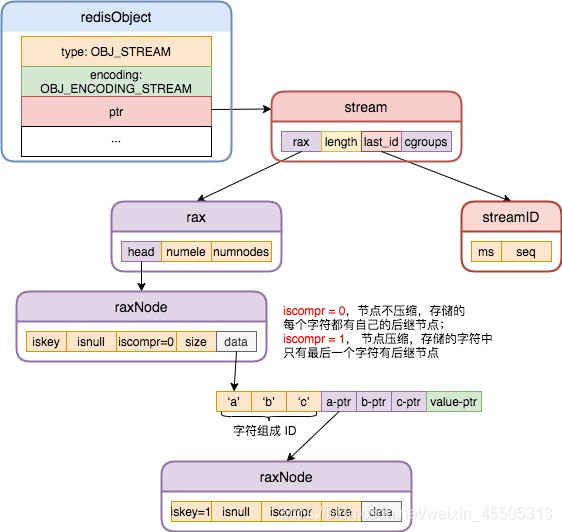 redisObject
type: OBJ_STREAM
encoding:
OBJ_ENCODING_STREAM
ptr
...
stream
rax length last_id cgroups
rax
head numele numnodes
streamID
ms seq
raxNode
iskey isnull iscompr=0 size data
iscompr = 0，节点不压缩，存储的
每个字符都有自己的后继节点；
iscompr = 1， 节点压缩，存储的字符中
只有最后一个字符有后继节点
‘a’ ‘b’ ‘c’ a-ptr b-ptr c-ptr value-ptr
字符组成 ID
raxNode
iskey=1 isnull iscompr size data
https://blog.csdn.net/weixin_45505313